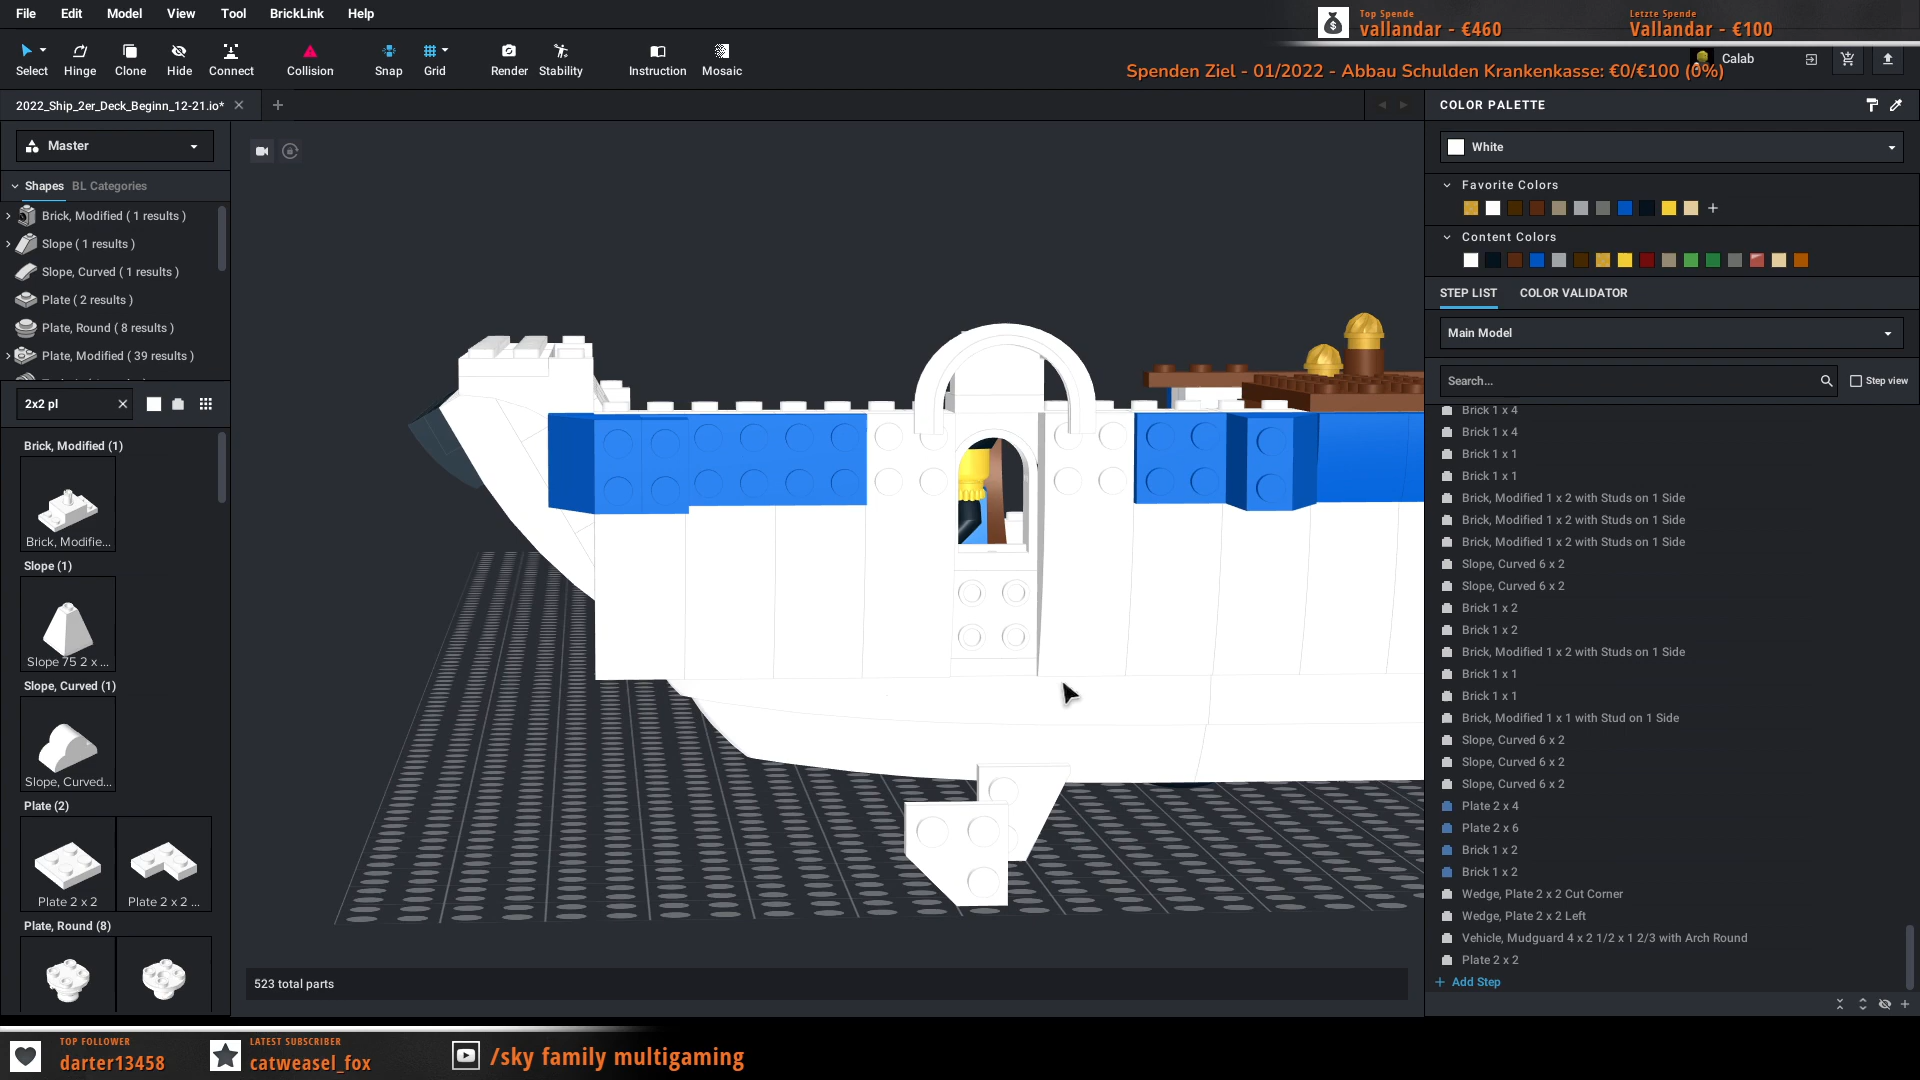 File Edit Model View Tool BrickLink Help
Top Spende
vallandar - €460
Letzte Spende
Vallandar - €100
Select Hinge Clone Hide Connect Collision Snap Grid Render Stability Instruction Mosaic
Spenden Ziel - 01/2022 - Abbau Schulden Krankenkasse: €0/€100 (0%)
Calab
2022_Ship_2er_Deck_Beginn_12-21.io*
COLOR PALETTE
Master
White
Shapes BL Categories
Favorite Colors
Brick, Modified ( 1 results )
Slope ( 1 results )
Slope, Curved ( 1 results )
Plate ( 2 results )
Plate, Round ( 8 results )
Plate, Modified ( 39 results )
Content Colors
STEP LIST COLOR VALIDATOR
Main Model
Search...
Step view
2x2 pl
Brick, Modified (1)
Brick, Modifie...
Slope (1)
Slope 75 2 x ...
Slope, Curved (1)
Slope, Curved...
Plate (2)
Plate 2 x 2
Plate 2 x 2 ...
Plate, Round (8)
523 total parts
Brick 1 x 4
Brick 1 x 4
Brick 1 x 1
Brick 1 x 1
Brick, Modified 1 x 2 with Studs on 1 Side
Brick, Modified 1 x 2 with Studs on 1 Side
Brick, Modified 1 x 2 with Studs on 1 Side
Slope, Curved 6 x 2
Slope, Curved 6 x 2
Brick 1 x 2
Brick 1 x 2
Brick, Modified 1 x 2 with Studs on 1 Side
Brick 1 x 1
Brick 1 x 1
Brick, Modified 1 x 1 with Stud on 1 Side
Slope, Curved 6 x 2
Slope, Curved 6 x 2
Slope, Curved 6 x 2
Plate 2 x 4
Plate 2 x 6
Brick 1 x 2
Brick 1 x 2
Wedge, Plate 2 x 2 Cut Corner
Wedge, Plate 2 x 2 Left
Vehicle, Mudguard 4 x 2 1/2 x 1 2/3 with Arch Round
Plate 2 x 2
+ Add Step
TOP FOLLOWER
darter13458
LATEST SUBSCRIBER
catweasel_fox
/sky family multigaming